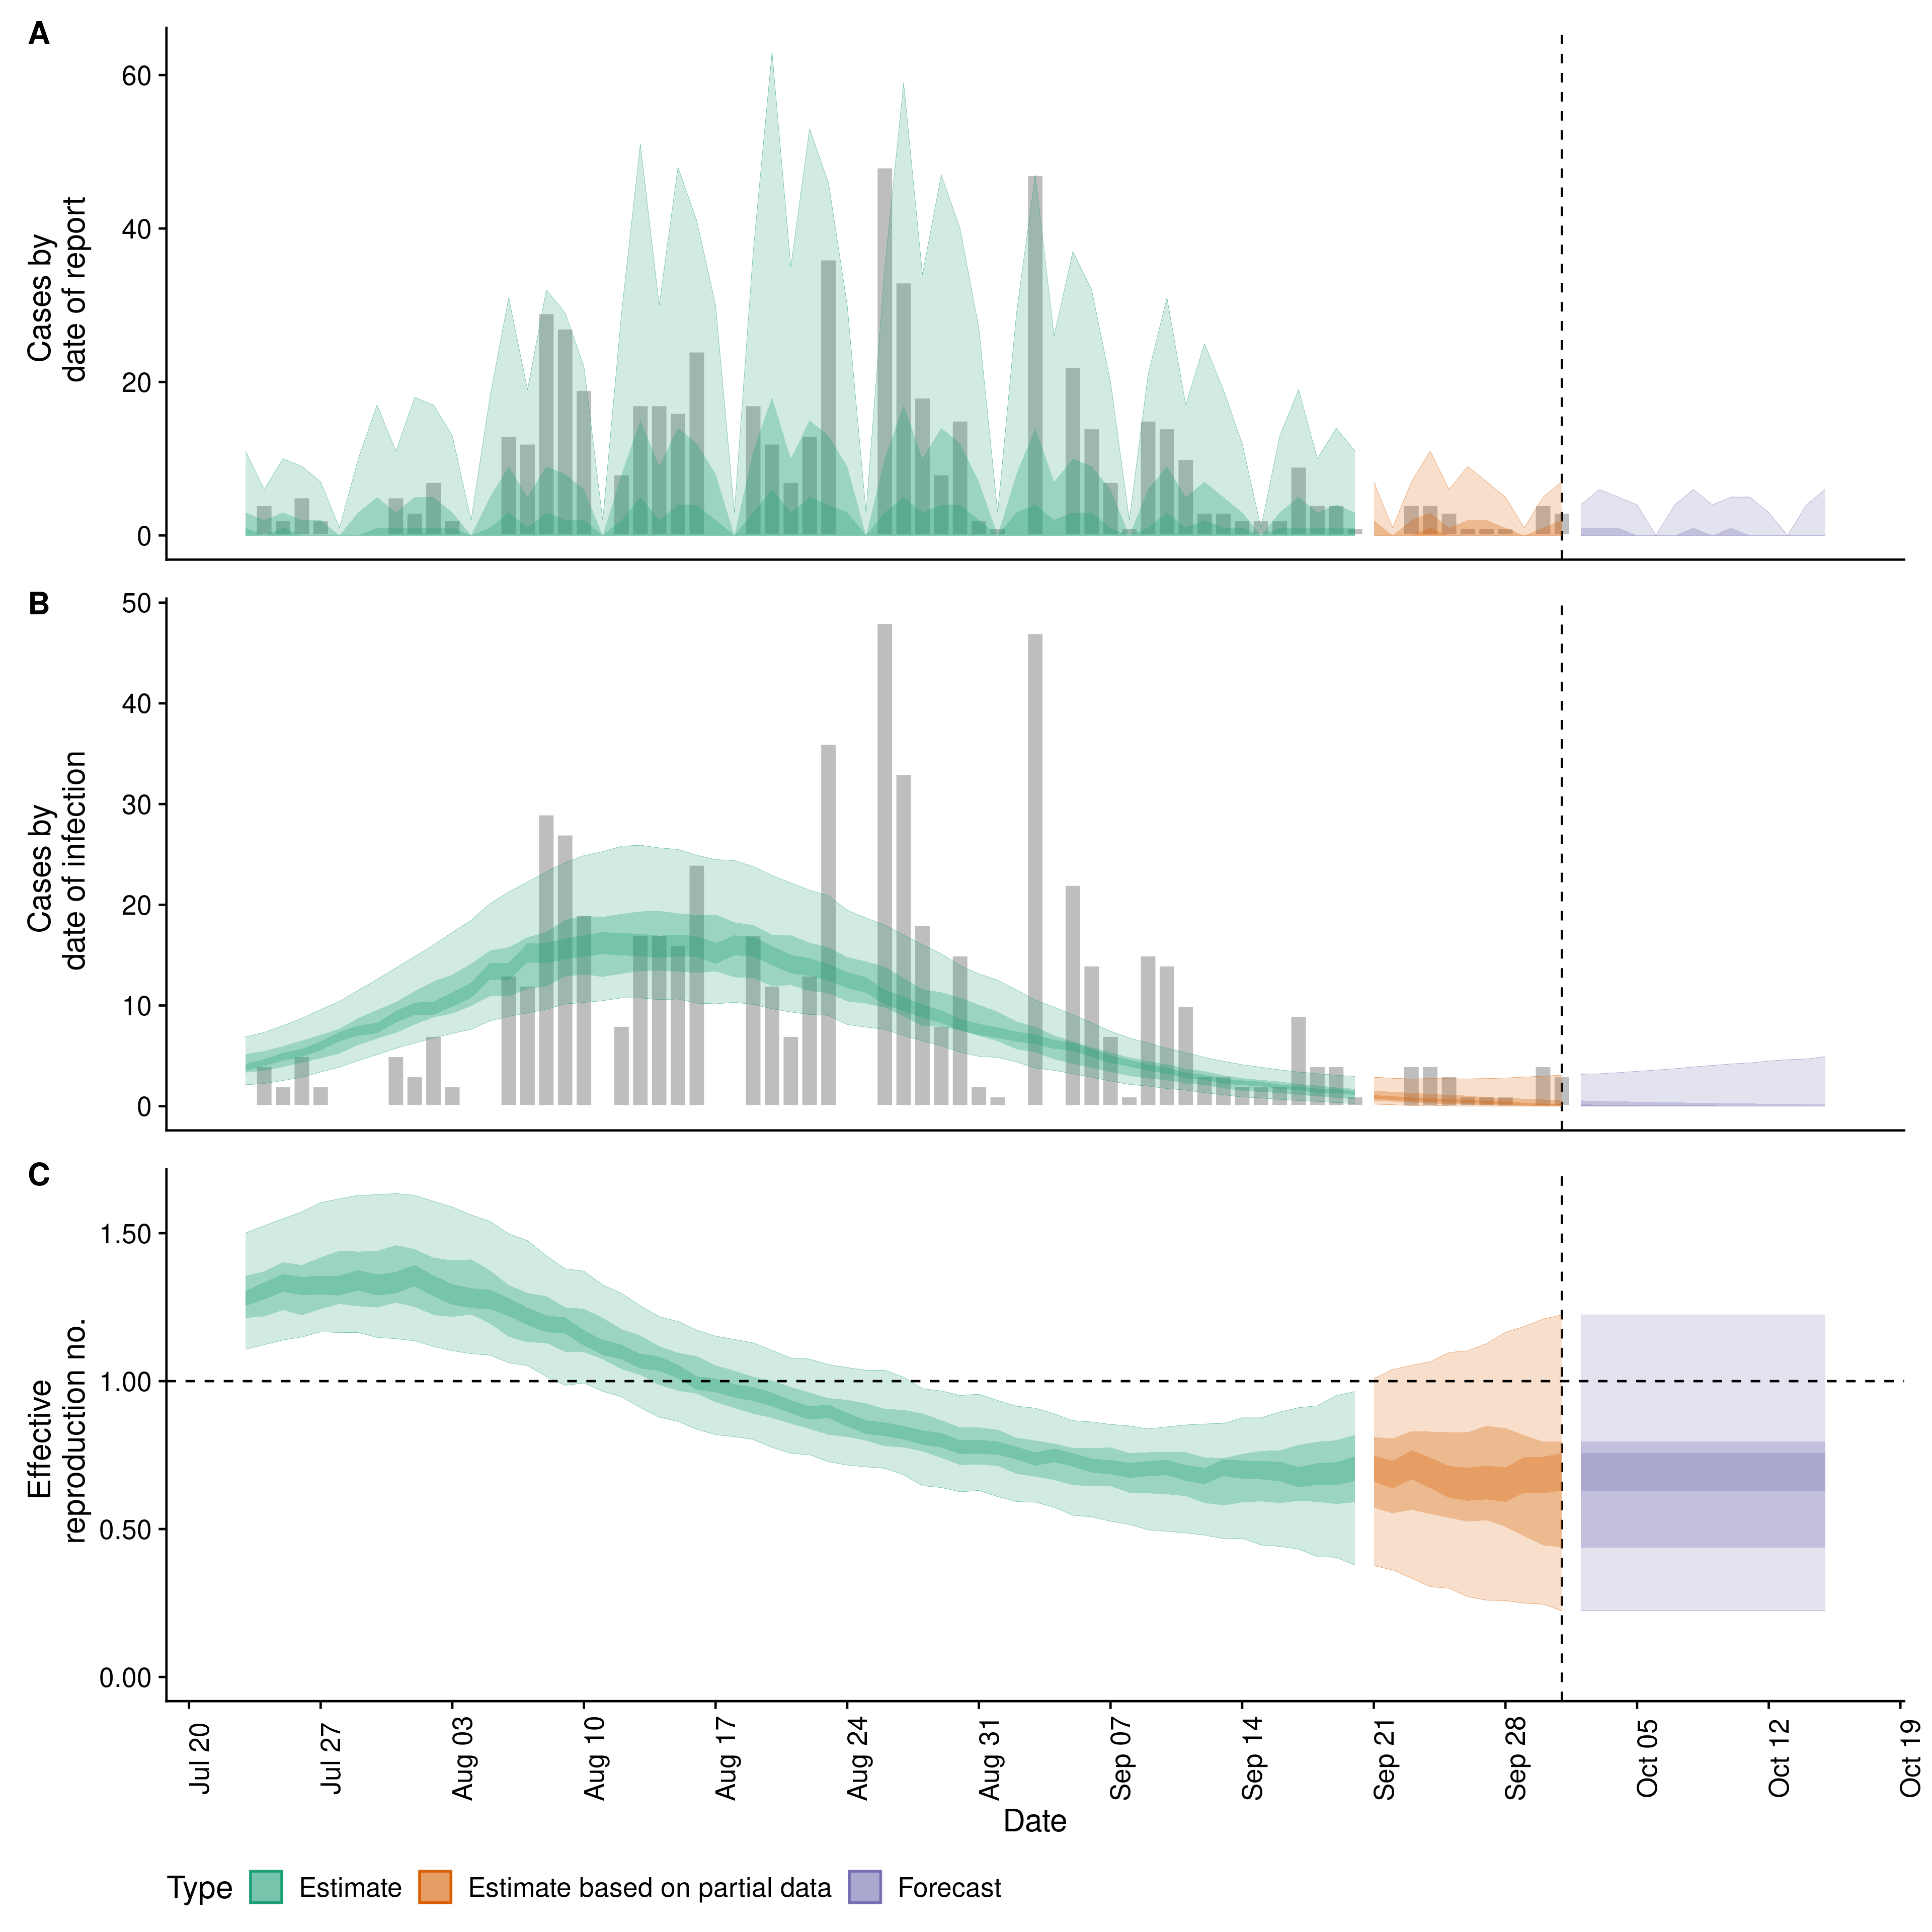 A
60
40
20
0
Cases by
date of report
B
50
40
30
20
10
0
Cases by
date of infection
C
1.50
1.00
0.50
0.00
Effective
reproduction no.
Jul 20
Jul 27
Aug 03
Aug 10
Aug 17
Aug 24
Aug 31
Sep 07
Sep 14
Sep 21
Sep 28
Oct 05
Oct 12
Oct 19
Date
Type Estimate Estimate based on partial data Forecast